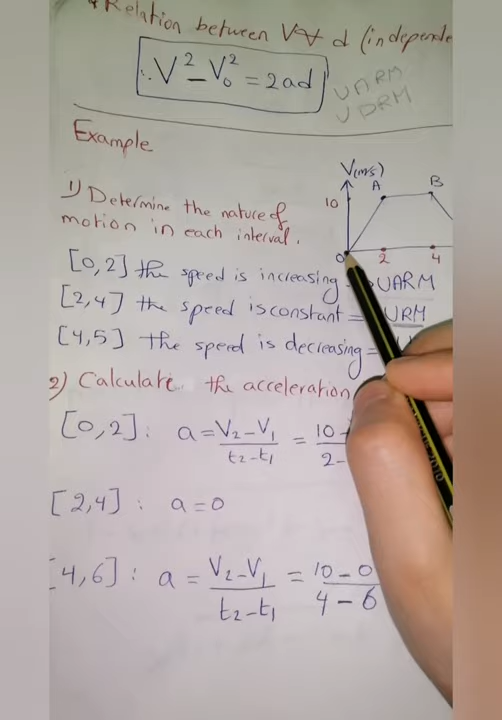 Relation between V & d (independe
∴ V² - V₀² = 2ad
UARM
UDRM
Example
V(m/s)
A B
10
0 2 4
1) Determine the nature of
motion in each interval.
[0,2] the speed is increasing UARM
[2,4] the speed is constant = URM
[4,5] the speed is decreasing =
2) Calculate the acceleration
[0,2] : a = V₂-V₁/t₂-t₁ = 10-/2-
[2,4] : a = 0
[4,6] : a = V₂-V₁/t₂-t₁ = 10-0/4-6